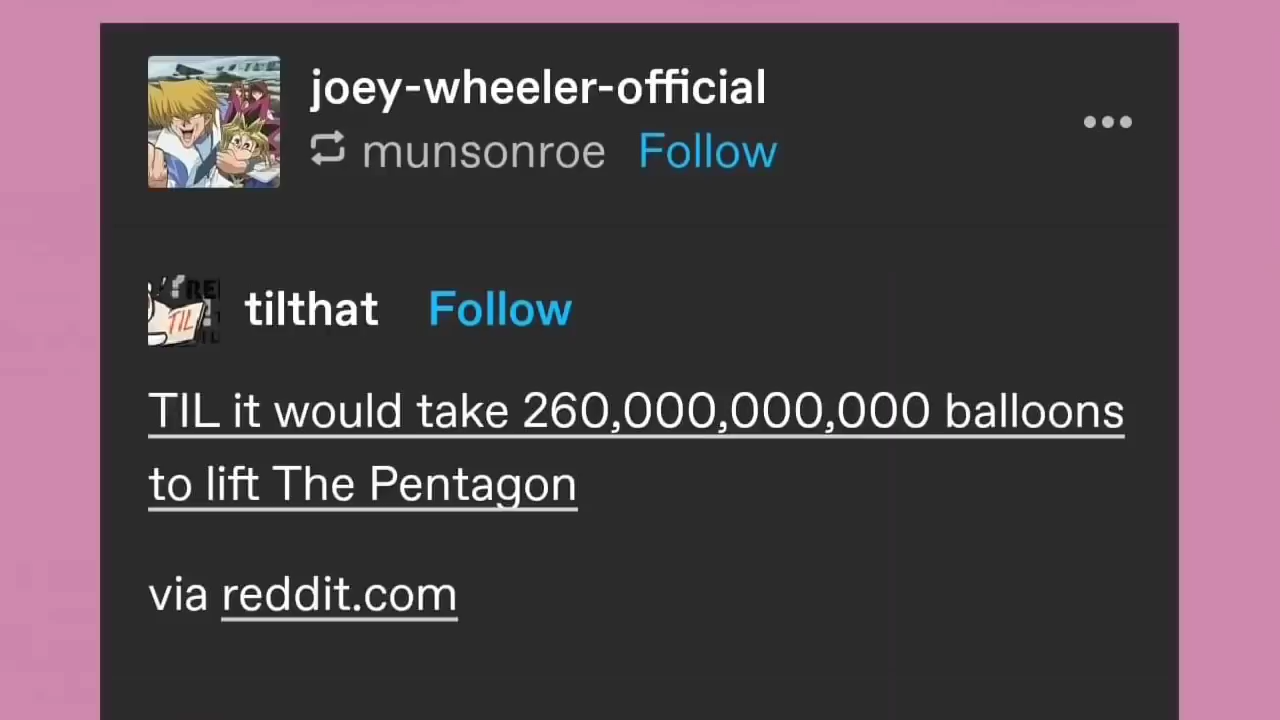 joey-wheeler-official
munsonroe Follow
TIL
tilthat Follow
TIL it would take 260,000,000,000 balloons
to lift The Pentagon
via reddit.com